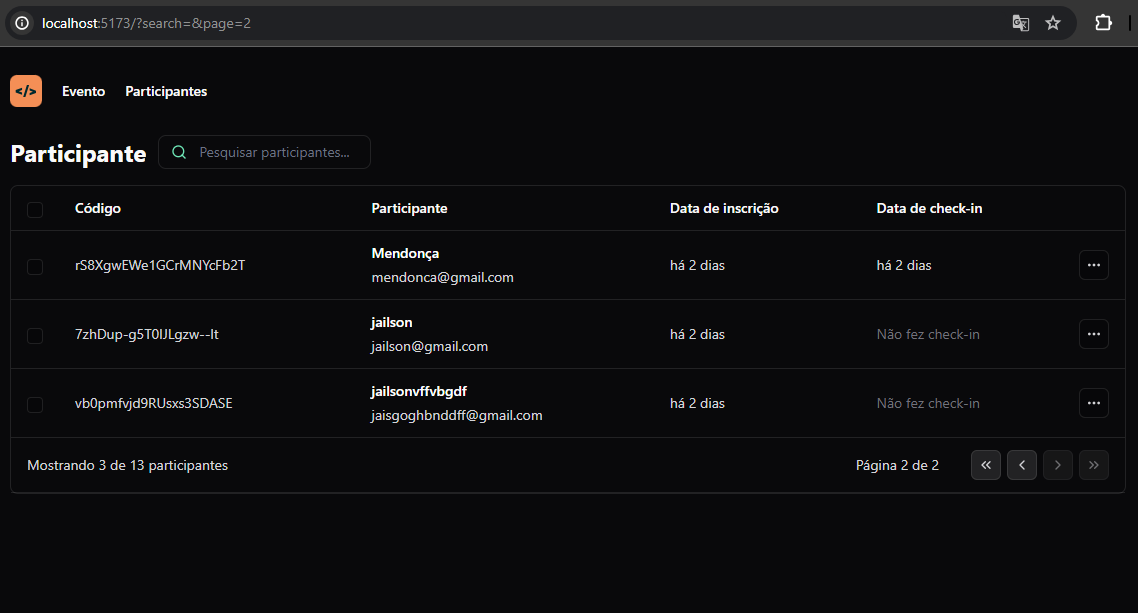 localhost:5173/?search=&page=2
</>
Evento Participantes
Participante Pesquisar participantes...
Código Participante Data de inscrição Data de check-in
rS8XgwEWe1GCrMNYcFb2T Mendonça há 2 dias há 2 dias
mendonca@gmail.com
7zhDup-g5T0IJLgzw--It jailson há 2 dias Não fez check-in
jailson@gmail.com
vb0pmfvjd9RUsxs3SDASE jailsonvffvbgdf há 2 dias Não fez check-in
jaisgoghbnddff@gmail.com
Mostrando 3 de 13 participantes Página 2 de 2